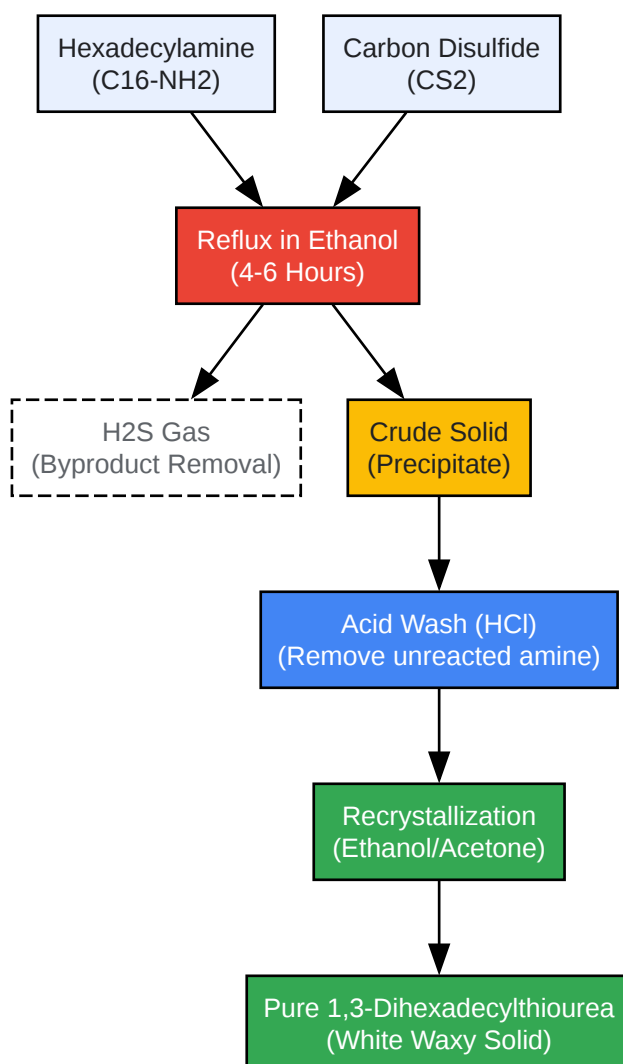 Hexadecylamine
(C16-NH2)
Carbon Disulfide
(CS2)
Reflux in Ethanol
(4-6 Hours)
H2S Gas
(Byproduct Removal)
Crude Solid
(Precipitate)
Acid Wash (HCl)
(Remove unreacted amine)
Recrystallization
(Ethanol/Acetone)
Pure 1,3-Dihexadecylthiourea
(White Waxy Solid)